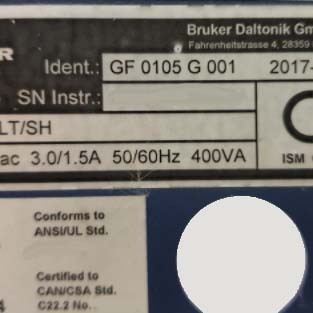 Bruker Daltonik Gm
Fahrenheitstrasse 4, 28359
R
Ident.: GF 0105 G 001 2017-
SN Instr.:
LT/SH
ac 3.0/1.5A 50/60Hz 400VA
ISM
Conforms to
ANSI/UL Std.
Certified to
CAN/CSA Std.
4 C22.2 No.